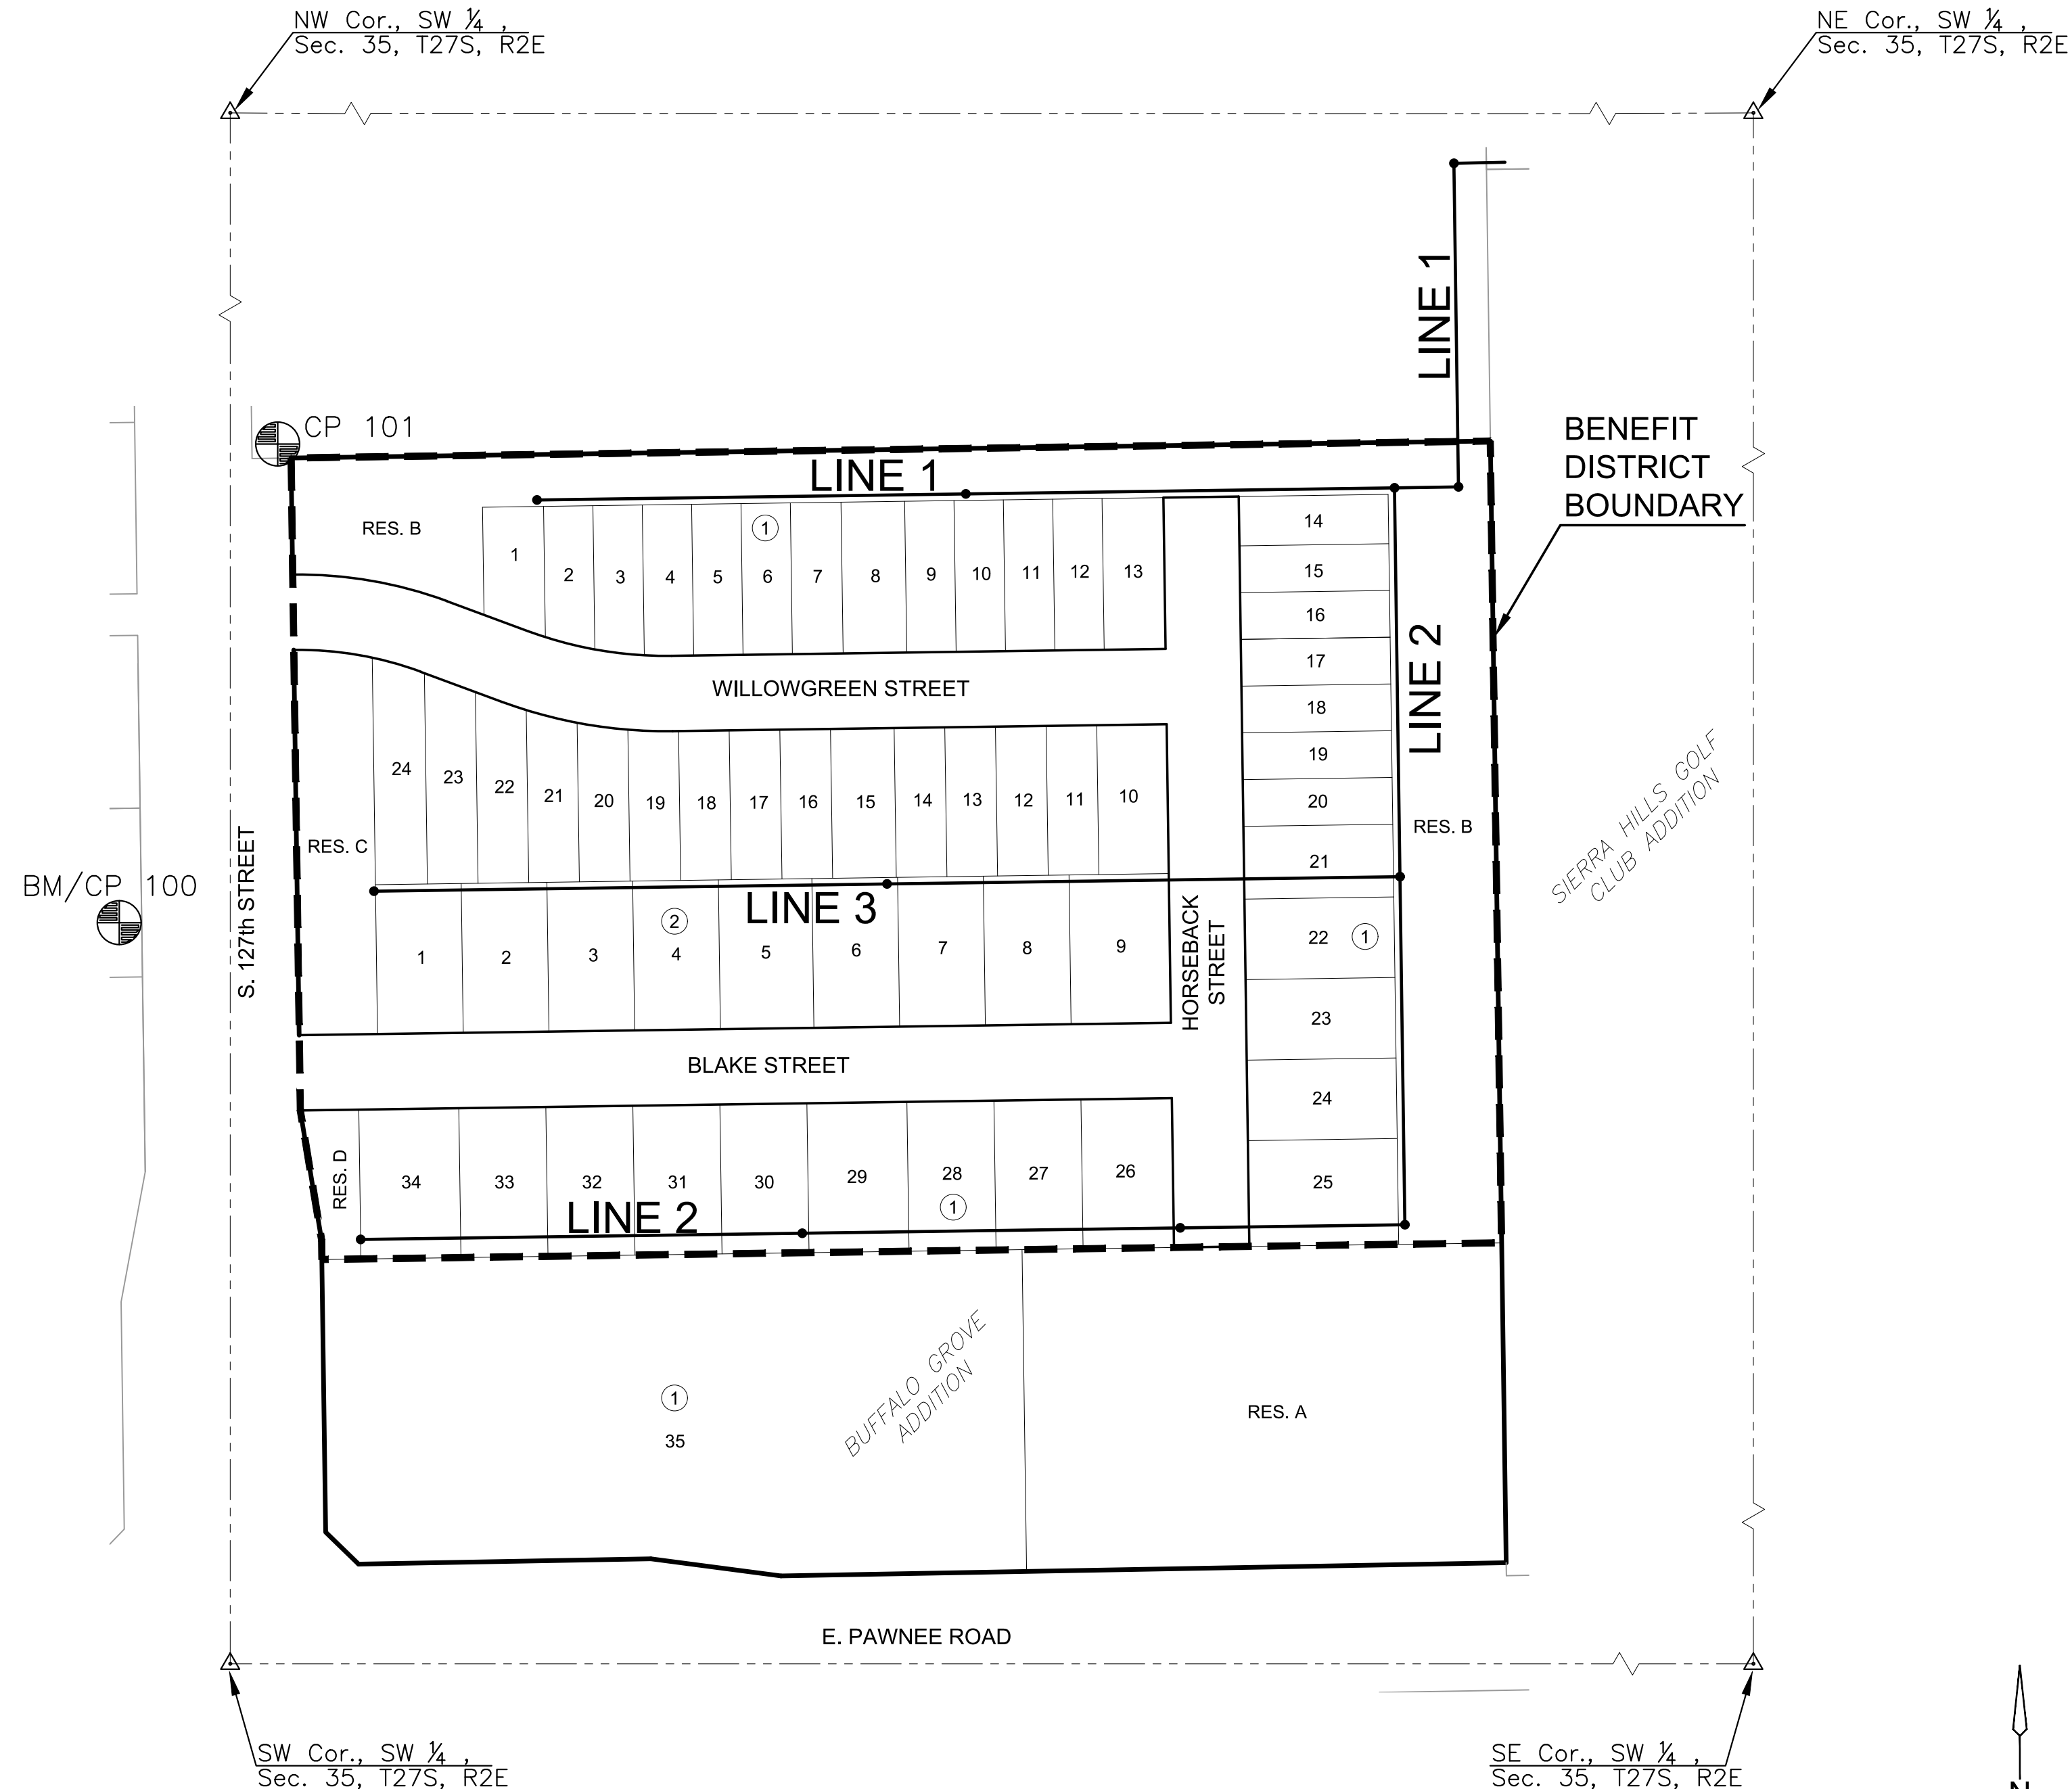 NW Cor., SW ¼ ,
Sec. 35, T27S, R2E
NE Cor., SW ¼ ,
Sec. 35, T27S, R2E
LINE 1
CP 101
BENEFIT
DISTRICT
BOUNDARY
LINE 1
RES. B
1
1
2
3
4
5
6
7
8
9
10
11
12
13
14
15
16
17
18
19
20
21
22
1
23
24
25
LINE 2
RES. B
WILLOWGREEN STREET
24
23
22
21
20
19
18
17
16
15
14
13
12
11
10
RES. C
SIERRA HILLS GOLF
CLUB ADDITION
BM/CP 100
S. 127th STREET
LINE 3
2
1
2
3
4
5
6
7
8
9
HORSEBACK
STREET
BLAKE STREET
RES. D
34
33
32
31
30
29
28
27
26
1
LINE 2
BUFFALO GROVE
ADDITION
1
35
RES. A
E. PAWNEE ROAD
SW Cor., SW ¼ ,
Sec. 35, T27S, R2E
SE Cor., SW ¼ ,
Sec. 35, T27S, R2E
N